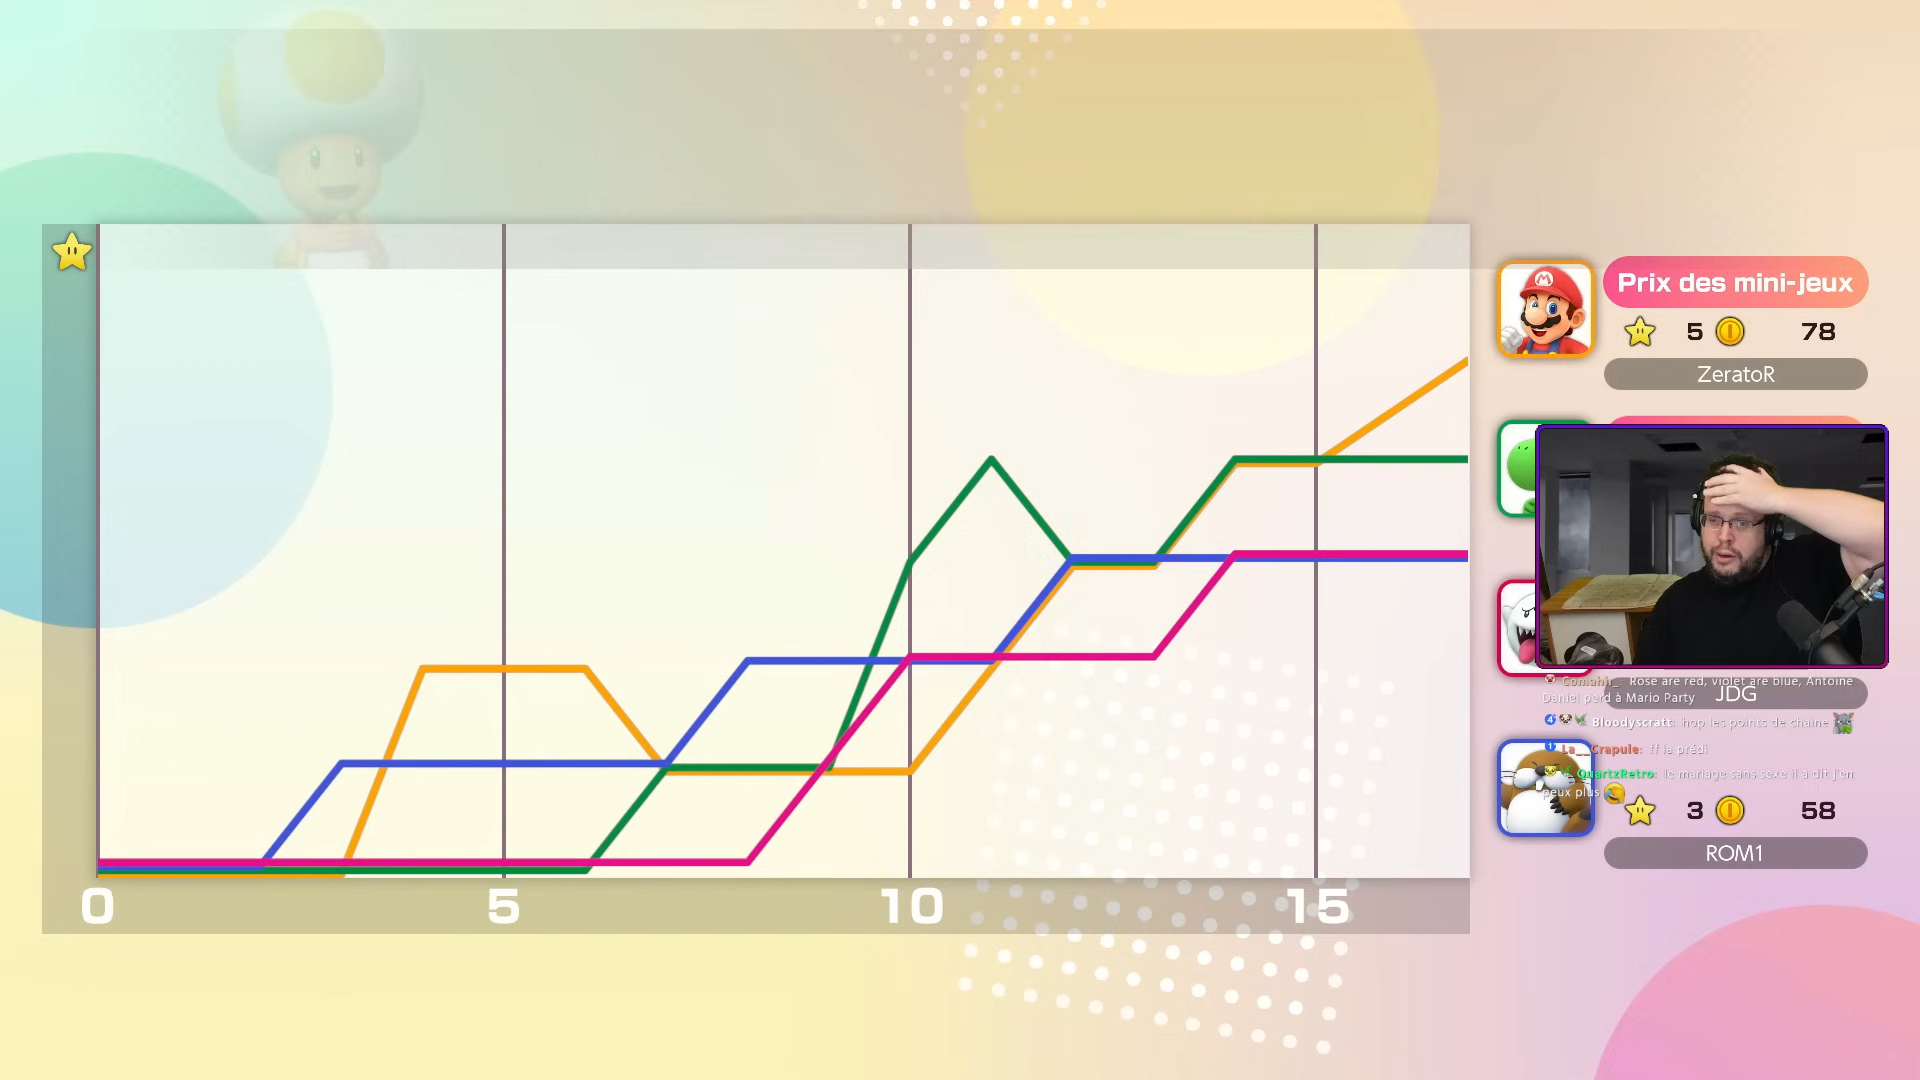 Prix des mini-jeux
5 78
ZeratoR
Comahh_: Rose are red, violet are blue, Antoine
Daniel perd à Mario Party
JDG
Bloodyscratt: hop les points de chaine
La__Crapule: ff la prédi
QuartzRetro: le mariage sans sexe il a dit j'en
peux plus
3 58
ROM1
0 5 10 15